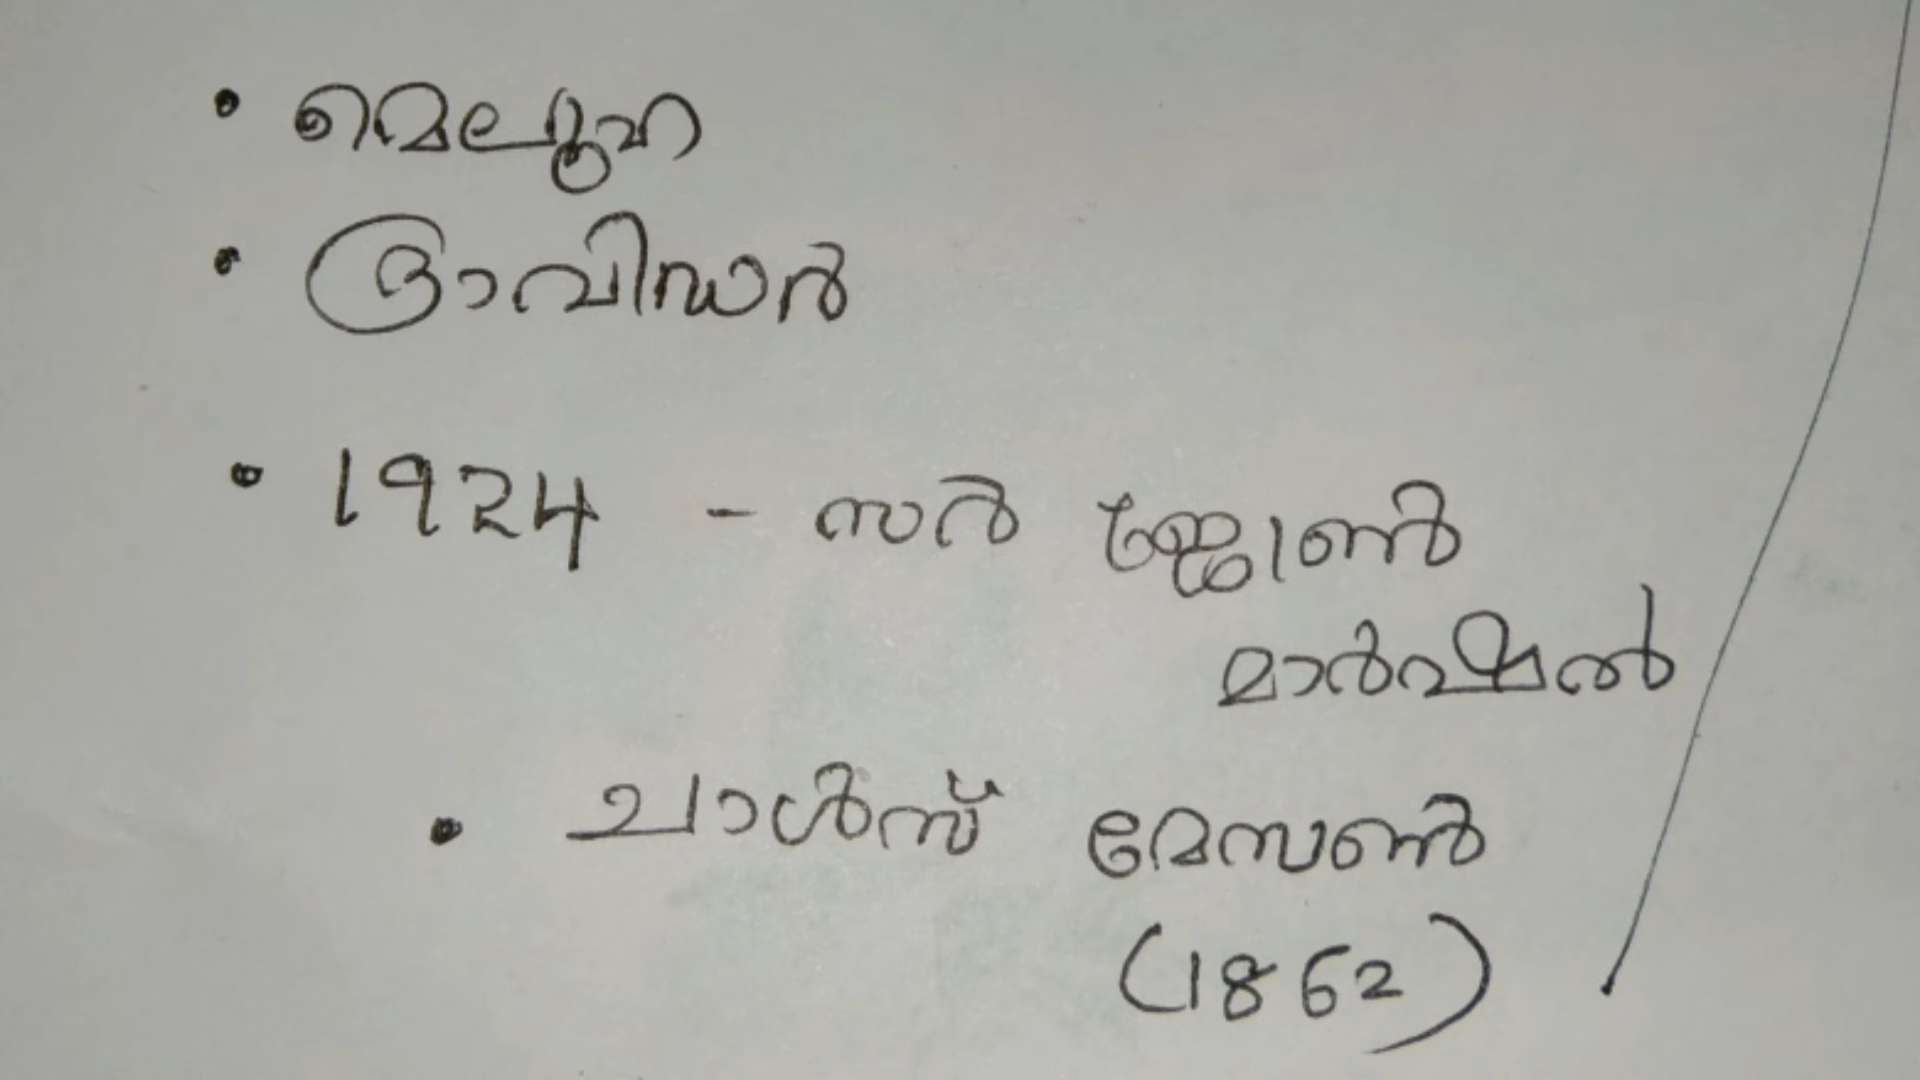 • മെലൂഹ
• ദ്രാവിഡർ
• 1924 - സർ ജോൺ
മാർഷൽ
• ചാൾസ് മേസൺ
(1862)